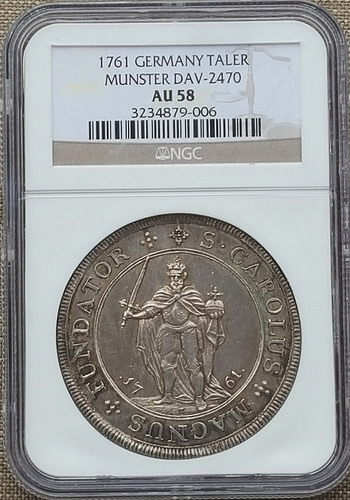 1761 GERMANY TALER
MUNSTER DAV-2470
AU 58
3234879-006
NGC
S·CAROLUS MAGNUS FUNDATOR
17 61.